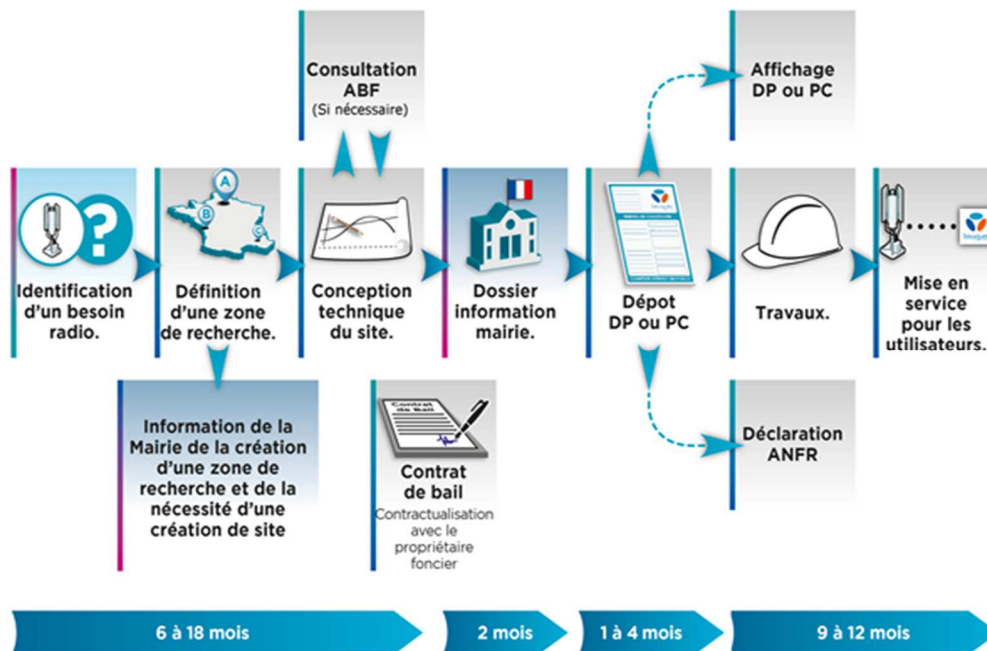 Consultation
ABF
(Si nécessaire)
Affichage
DP ou PC
A
B
C
Identification
d'un besoin
radio.
Définition
d'une zone
de recherche.
Conception
technique
du site.
Dossier
information
mairie.
Dépot
DP ou PC
Travaux.
Mise en
service
pour les
utilisateurs.
Information de la
Mairie de la création
d'une zone de
recherche et de la
nécessité d'une
création de site
Contrat
de Bail
Contrat
de bail
Contractualisation
avec le
propriétaire
foncier
Déclaration
ANFR
6 à 18 mois
2 mois
1 à 4 mois
9 à 12 mois